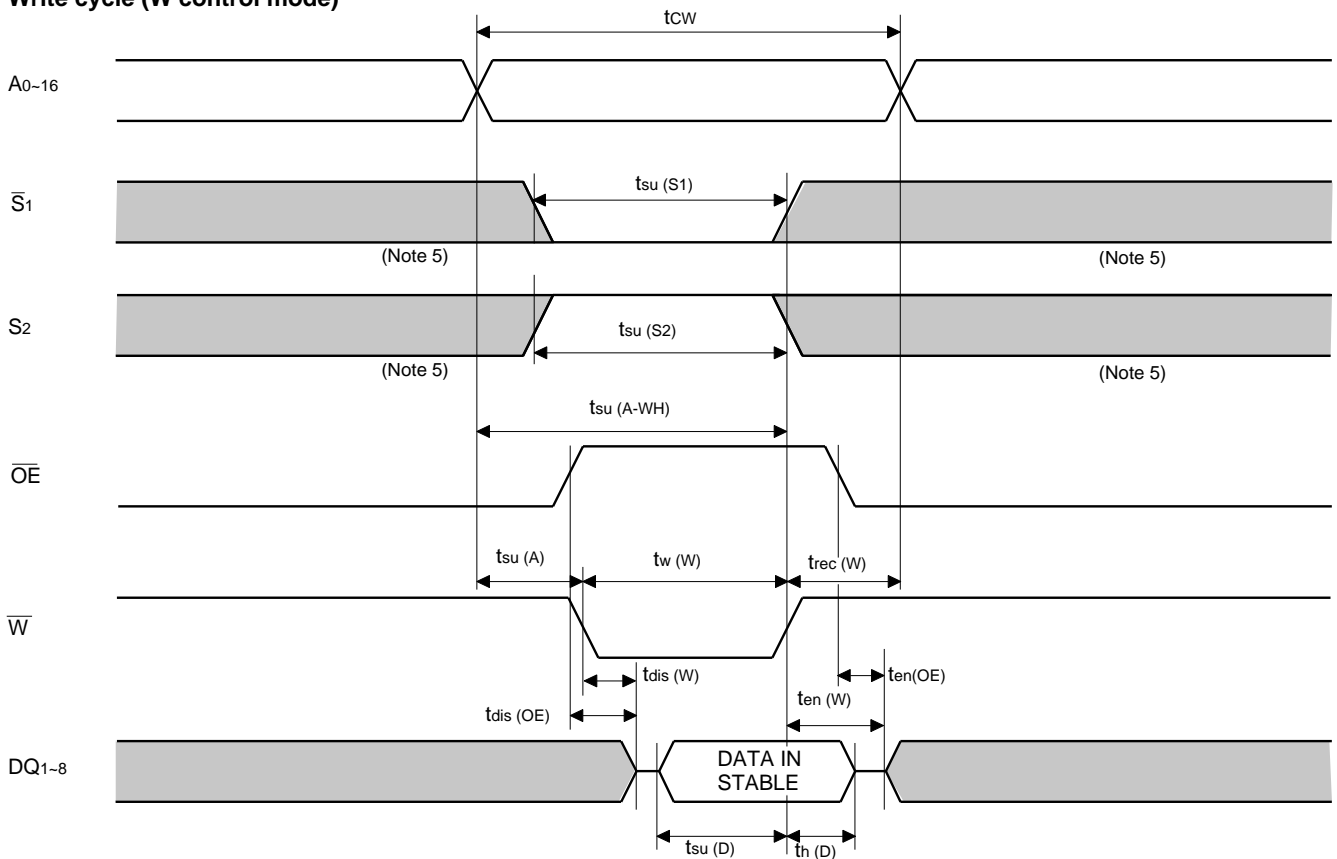 Write cycle (W control mode)
tCW
A0~16
S1
tsu (S1)
(Note 5)
(Note 5)
S2
tsu (S2)
(Note 5)
(Note 5)
tsu (A-WH)
OE
tsu (A)
tw (W)
trec (W)
W
tdis (W)
ten(OE)
tdis (OE)
ten (W)
DQ1~8
DATA IN
STABLE
tsu (D)
th (D)